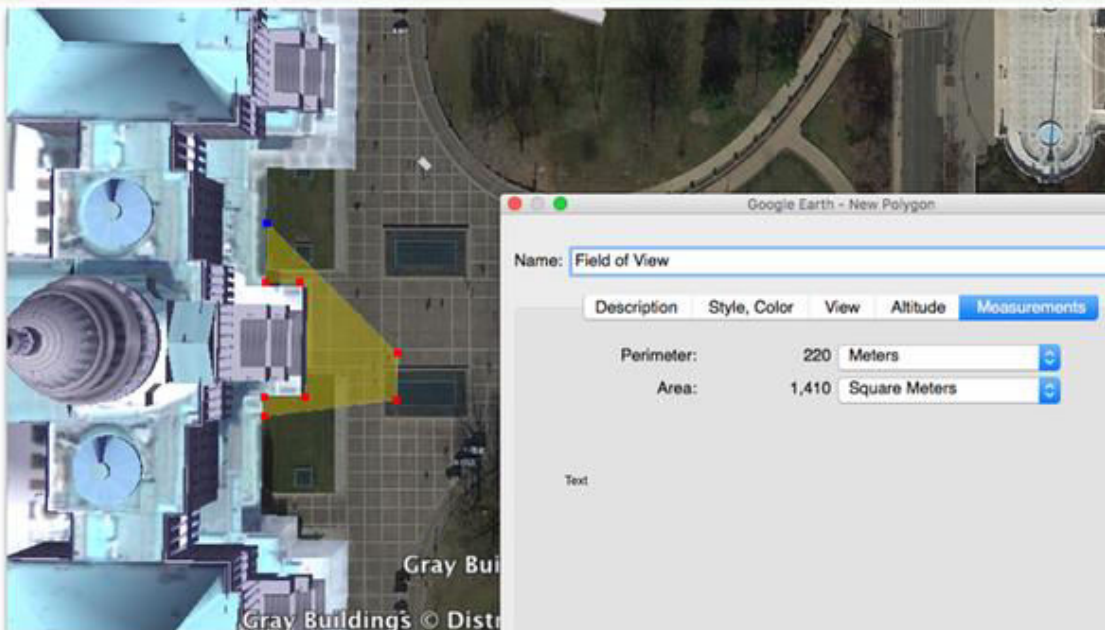 Google Earth - New Polygon
Name: Field of View
Description Style, Color View Altitude Measurements
Perimeter: 220 Meters
Area: 1,410 Square Meters
Text
Gray Bui
Gray Buildings © Distr